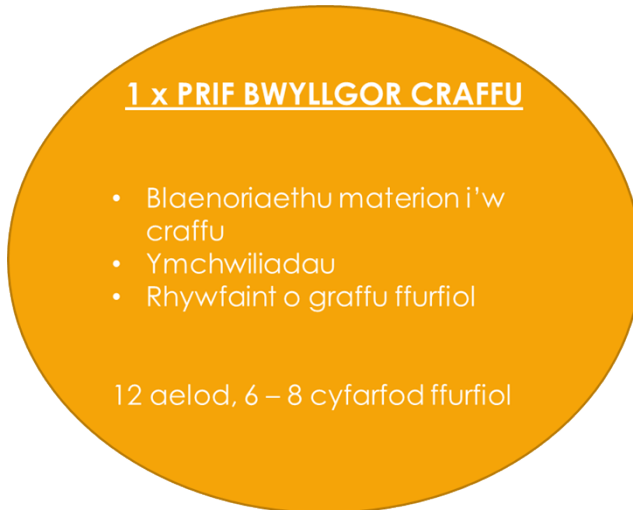 1 x PRIF BWYLLGOR CRAFFU
• Blaenoriaethu materion i'w
craffu
• Ymchwiliadau
• Rhywfaint o graffu ffurfiol
12 aelod, 6 – 8 cyfarfod ffurfiol